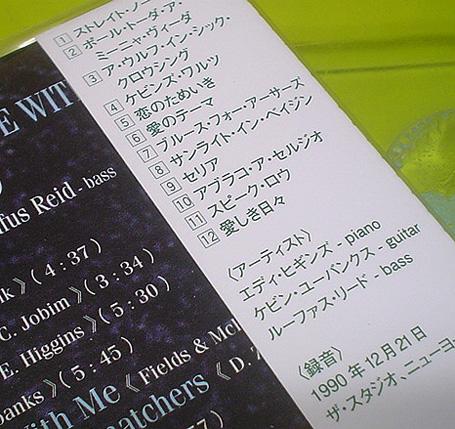 1 ストレイト・ノー
2 ボール・トーダ・ア・
ミーニャ・ヴィーダ
3 ア・ウルフ・イン・シック・
クロウシング
4 ケビンズ・ワルツ
5 恋のためいき
6 愛のテーマ
7 ブルース・フォー・アーサーズ
8 サンライト・イン・ベイジン
9 セリア
10 アブラコ・ア・セルジオ
11 スピーク・ロウ
12 愛しき日々
〈アーティスト〉
エディ・ヒギンズ - piano
ケビン・ユーバンクス - guitar
ルーファス・リード - bass
〈録音〉
1990年12月21日
ザ・スタジオ、ニューヨー
WIT
fus Reid - bass
nk》(4:37)
C. Jobim》(3:34)
E. Higgins》(5:30)
banks》(5:45)
With Me《Fields & McH
atchers《D.